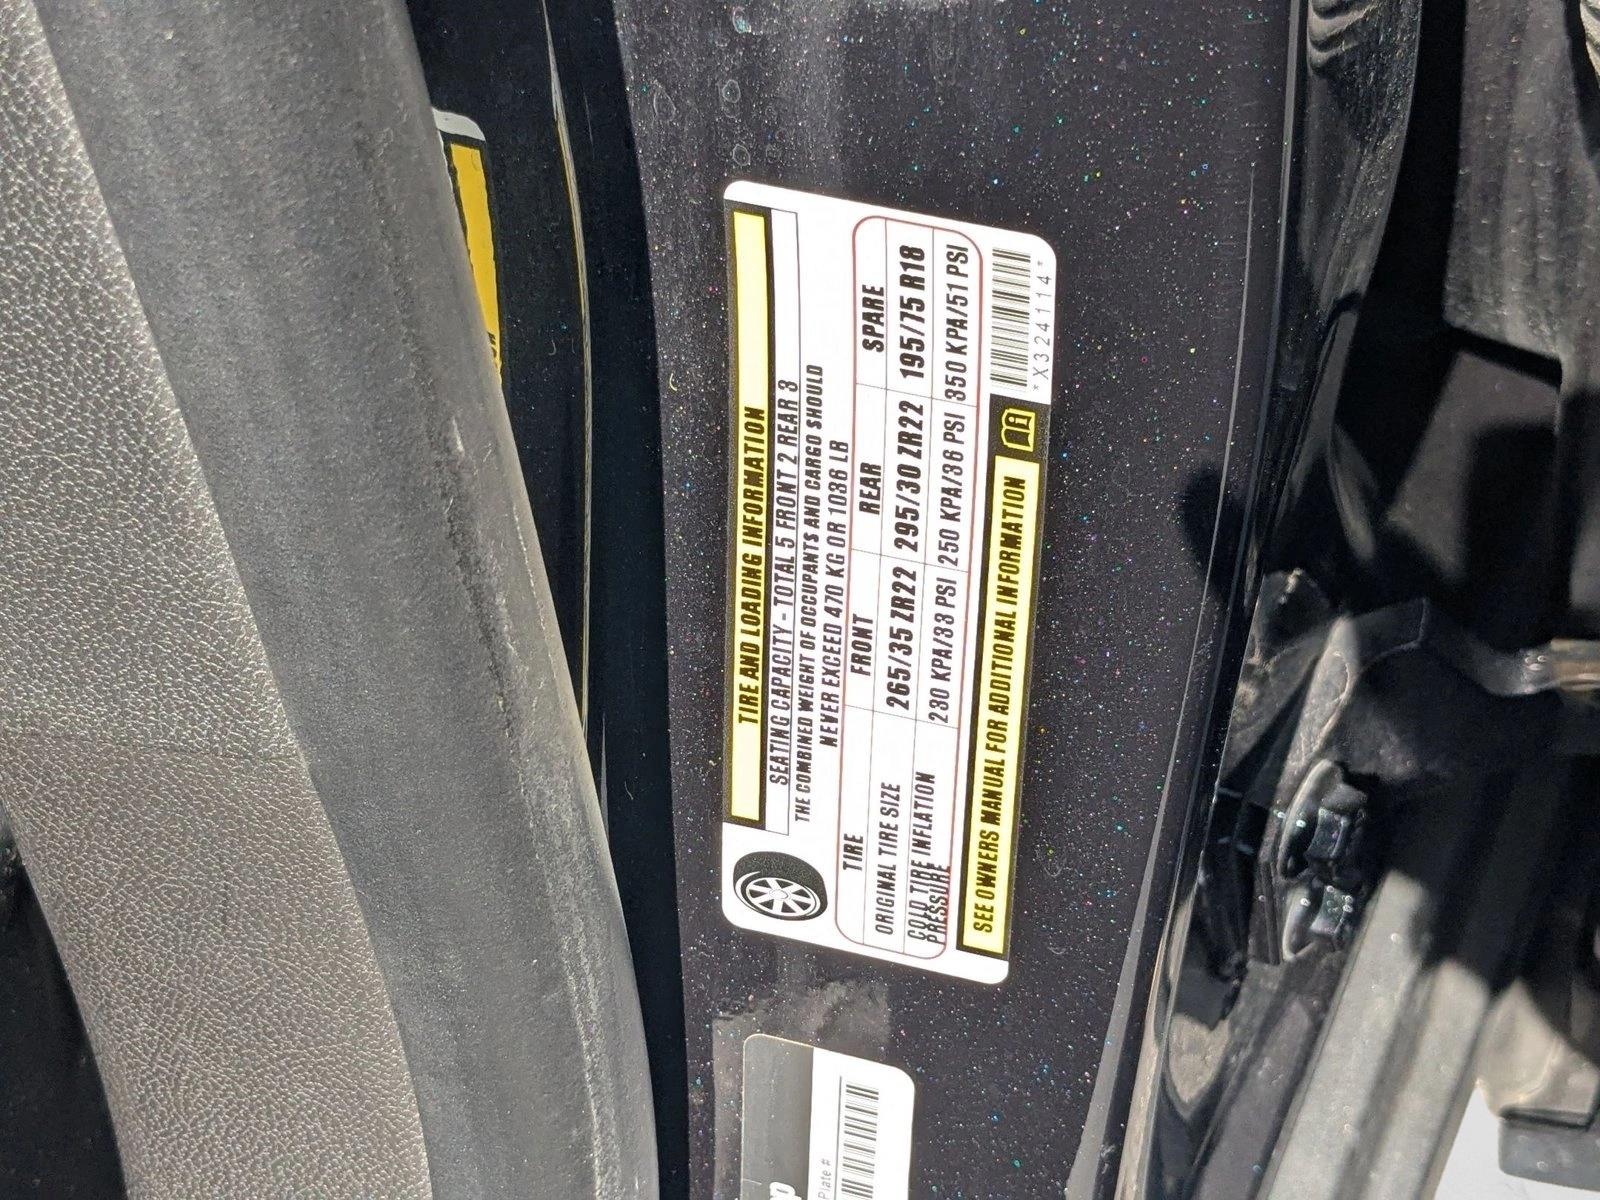 TIRE AND LOADING INFORMATION
SEATING CAPACITY - TOTAL 5 FRONT 2 REAR 3
THE COMBINED WEIGHT OF OCCUPANTS AND CARGO SHOULD
NEVER EXCEED 470 KG OR 1036 LB
TIRE FRONT REAR SPARE
ORIGINAL TIRE SIZE 265/35 ZR22 295/30 ZR22 195/75 R18
COLD TIRE INFLATION PRESSURE 230 KPA/33 PSI 250 KPA/36 PSI 350 KPA/51 PSI
SEE OWNERS MANUAL FOR ADDITIONAL INFORMATION
*X324114*
Plate #